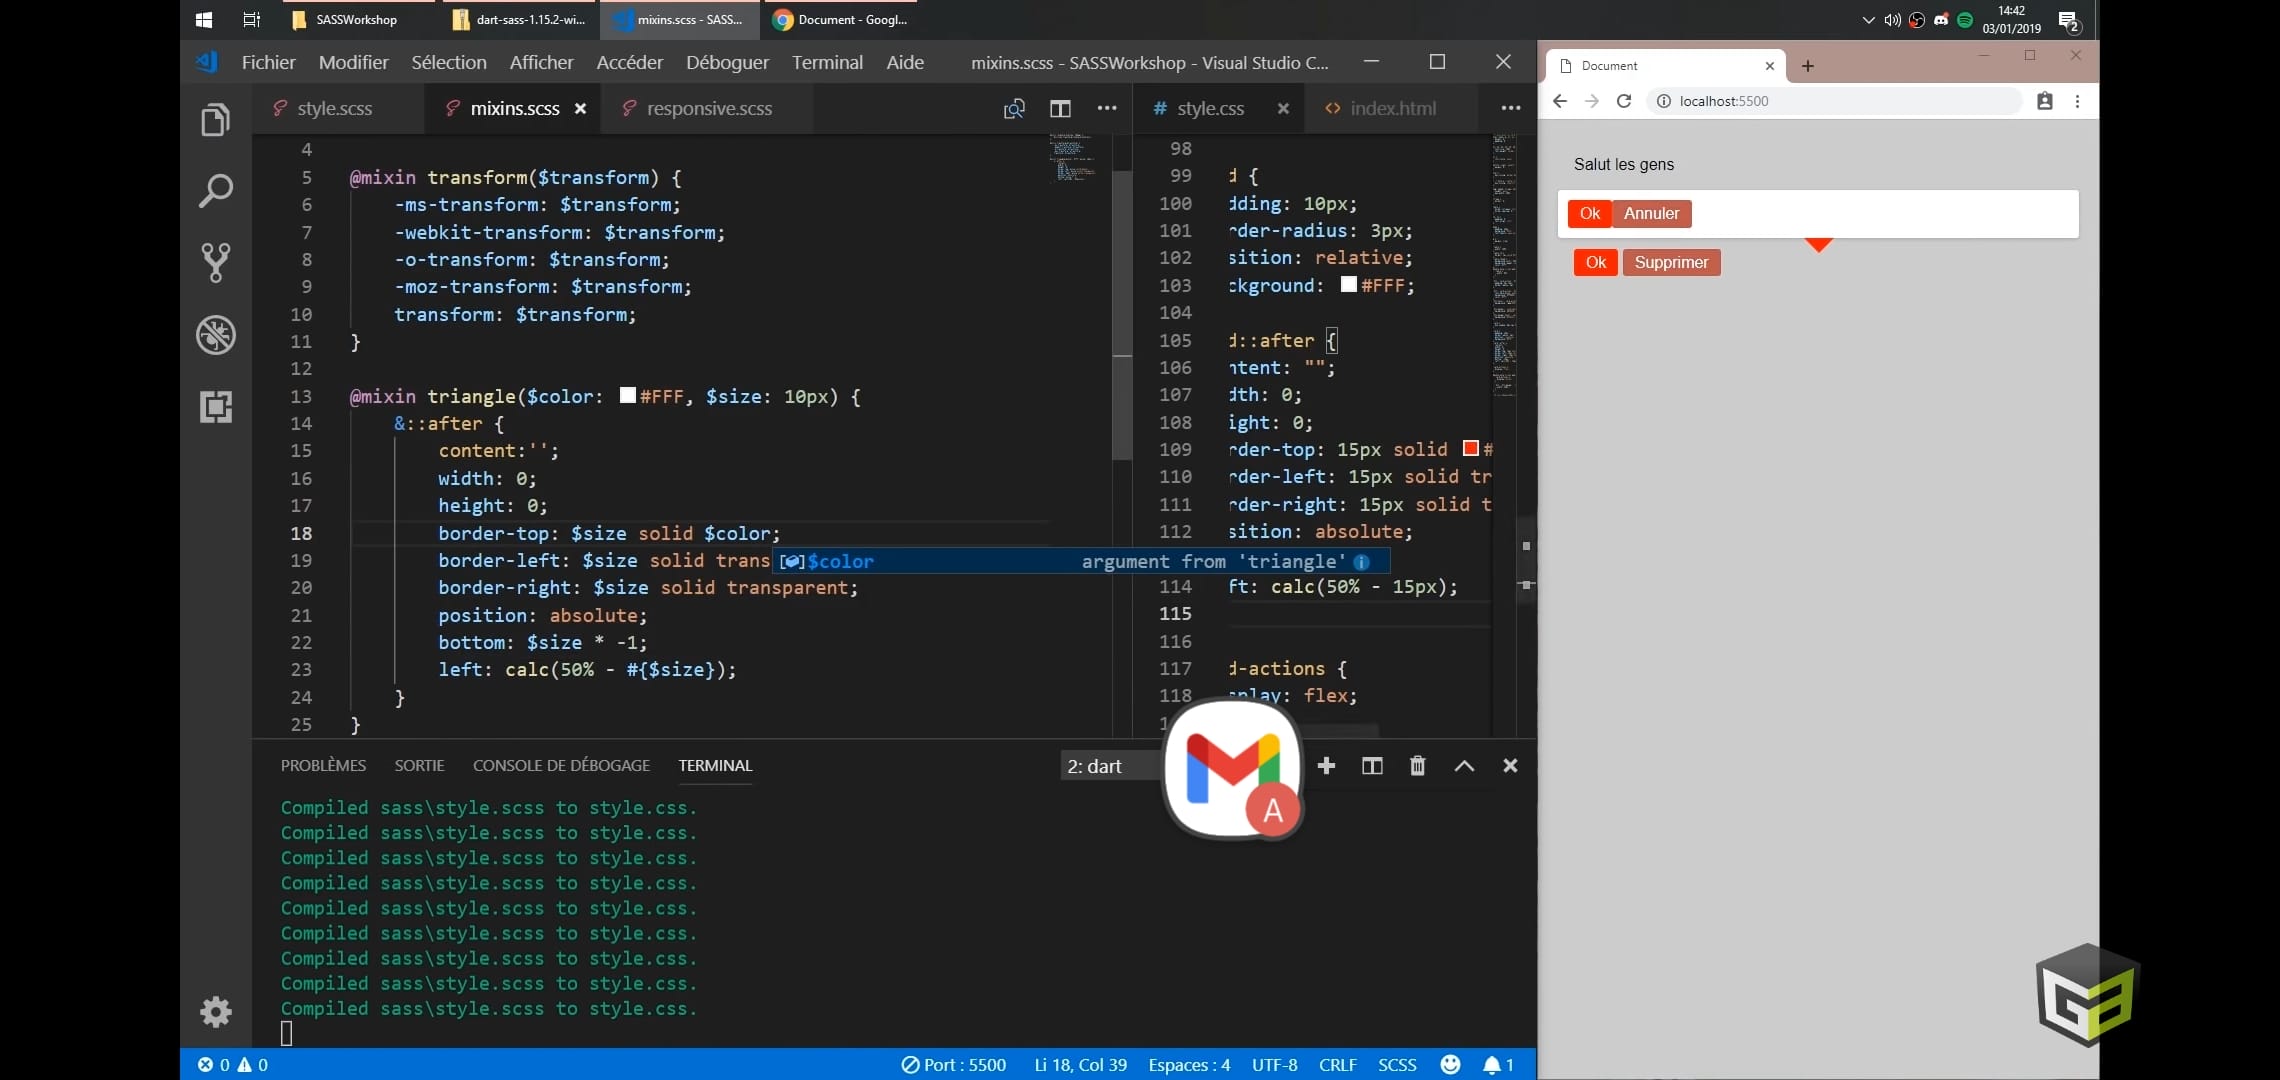 SASSWorkshop
dart-sass-1.15.2-wi...
mixins.scss - SASS...
Document - Googl...
14:42
03/01/2019
2
Fichier Modifier Sélection Afficher Accéder Déboguer Terminal Aide
mixins.scss - SASSWorkshop - Visual Studio C...
style.scss
mixins.scss
responsive.scss
4
5 @mixin transform($transform) {
6 -ms-transform: $transform;
7 -webkit-transform: $transform;
8 -o-transform: $transform;
9 -moz-transform: $transform;
10 transform: $transform;
11 }
12
13 @mixin triangle($color: #FFF, $size: 10px) {
14 &::after {
15 content:'';
16 width: 0;
17 height: 0;
18 border-top: $size solid $color;
19 border-left: $size solid trans
$color argument from 'triangle'
20 border-right: $size solid transparent;
21 position: absolute;
22 bottom: $size * -1;
23 left: calc(50% - #{$size});
24 }
25 }
# style.css
index.html
98
99 d {
100 dding: 10px;
101 rder-radius: 3px;
102 sition: relative;
103 ckground: #FFF;
104
105 d::after {
106 ntent: "";
107 dth: 0;
108 ight: 0;
109 rder-top: 15px solid #
110 rder-left: 15px solid tr
111 rder-right: 15px solid t
112 sition: absolute;
114 ft: calc(50% - 15px);
115
116
117 d-actions {
118 splay: flex;
PROBLÈMES SORTIE CONSOLE DE DÉBOGAGE TERMINAL
2: dart
A
Compiled sass\style.scss to style.css.
Compiled sass\style.scss to style.css.
Compiled sass\style.scss to style.css.
Compiled sass\style.scss to style.css.
Compiled sass\style.scss to style.css.
Compiled sass\style.scss to style.css.
Compiled sass\style.scss to style.css.
Compiled sass\style.scss to style.css.
Compiled sass\style.scss to style.css.
0 0
Port : 5500 Li 18, Col 39 Espaces : 4 UTF-8 CRLF SCSS 1
Document
localhost:5500
Salut les gens
Ok Annuler
Ok Supprimer